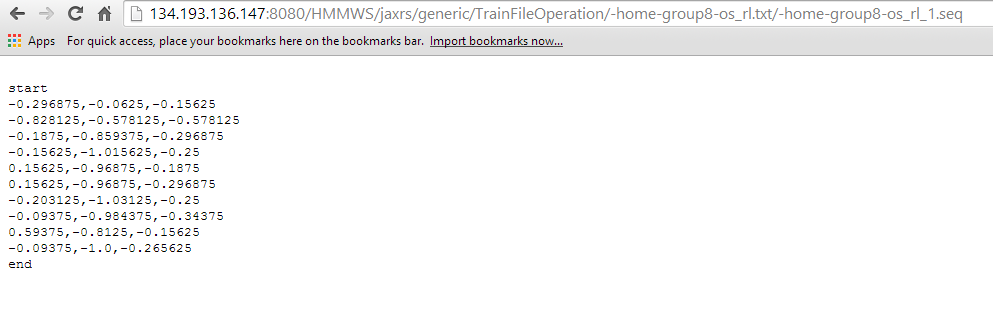 134.193.136.147:8080/HMMWS/jaxrs/generic/TrainFileOperation/-home-group8-os_rl.txt/-home-group8-os_rl_1.seq
Apps For quick access, place your bookmarks here on the bookmarks bar. Import bookmarks now...
start
-0.296875,-0.0625,-0.15625
-0.828125,-0.578125,-0.578125
-0.1875,-0.859375,-0.296875
-0.15625,-1.015625,-0.25
0.15625,-0.96875,-0.1875
0.15625,-0.96875,-0.296875
-0.203125,-1.03125,-0.25
-0.09375,-0.984375,-0.34375
0.59375,-0.8125,-0.15625
-0.09375,-1.0,-0.265625
end